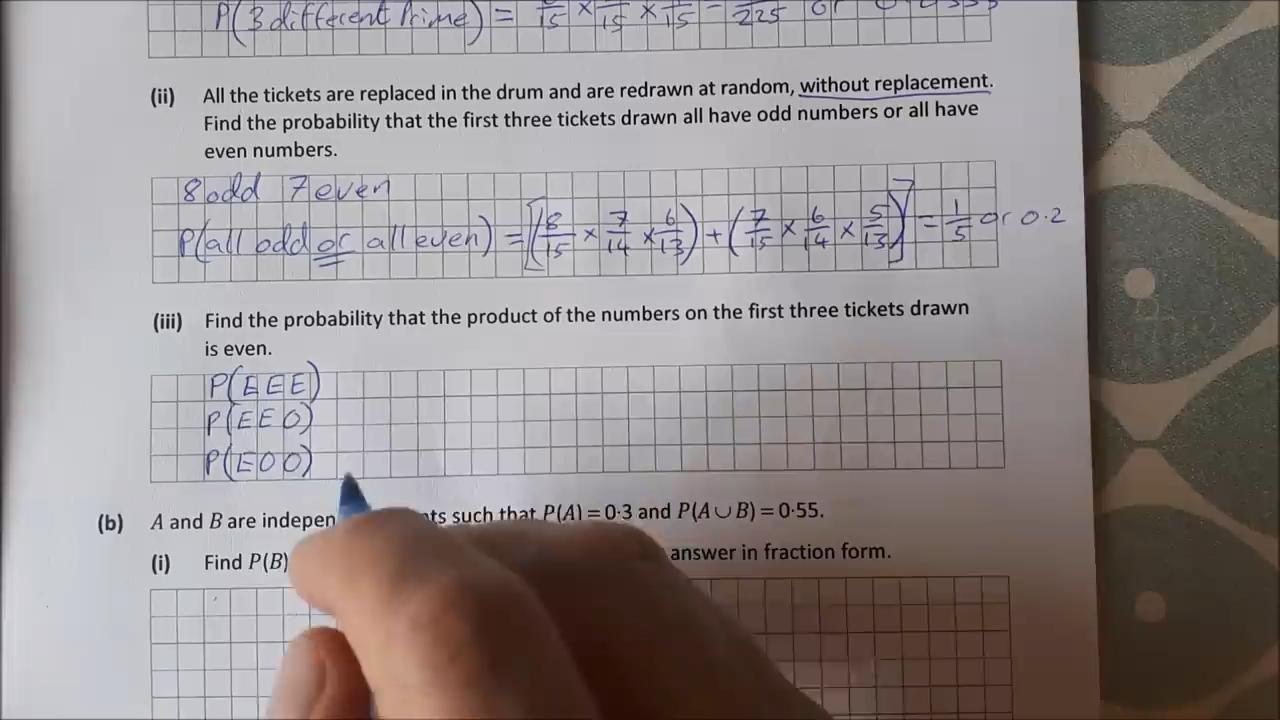 P(3 different Prime) = 15 × 15 × 15 = 225 or
(ii) All the tickets are replaced in the drum and are redrawn at random, without replacement.
Find the probability that the first three tickets drawn all have odd numbers or all have
even numbers.
8 odd 7 even
P(all odd or all even) = [(8/15 × 7/14 × 6/13) + (7/15 × 6/14 × 5/13)] = 1/5 or 0.2
(iii) Find the probability that the product of the numbers on the first three tickets drawn
is even.
P(EEE)
P(EEO)
P(EOO)
(b) A and B are indepen ts such that P(A) = 0·3 and P(A ∪ B) = 0·55.
(i) Find P(B) answer in fraction form.